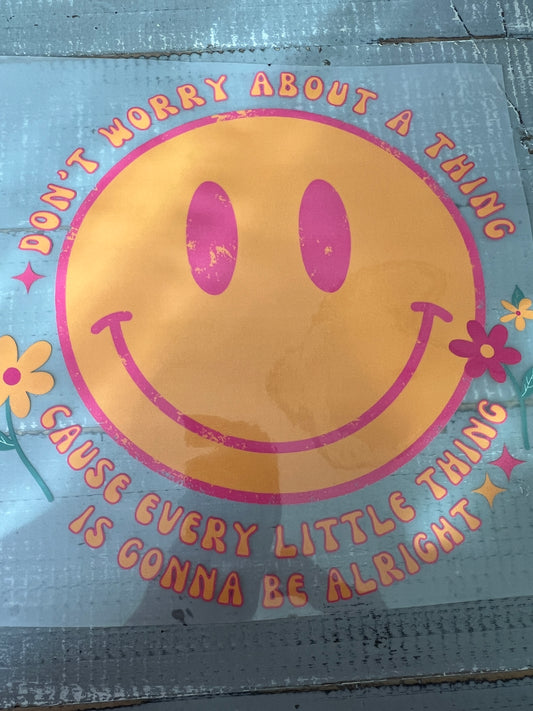 DON'T WORRY ABOUT A THING
CAUSE EVERY LITTLE THING
IS GONNA BE ALRIGHT